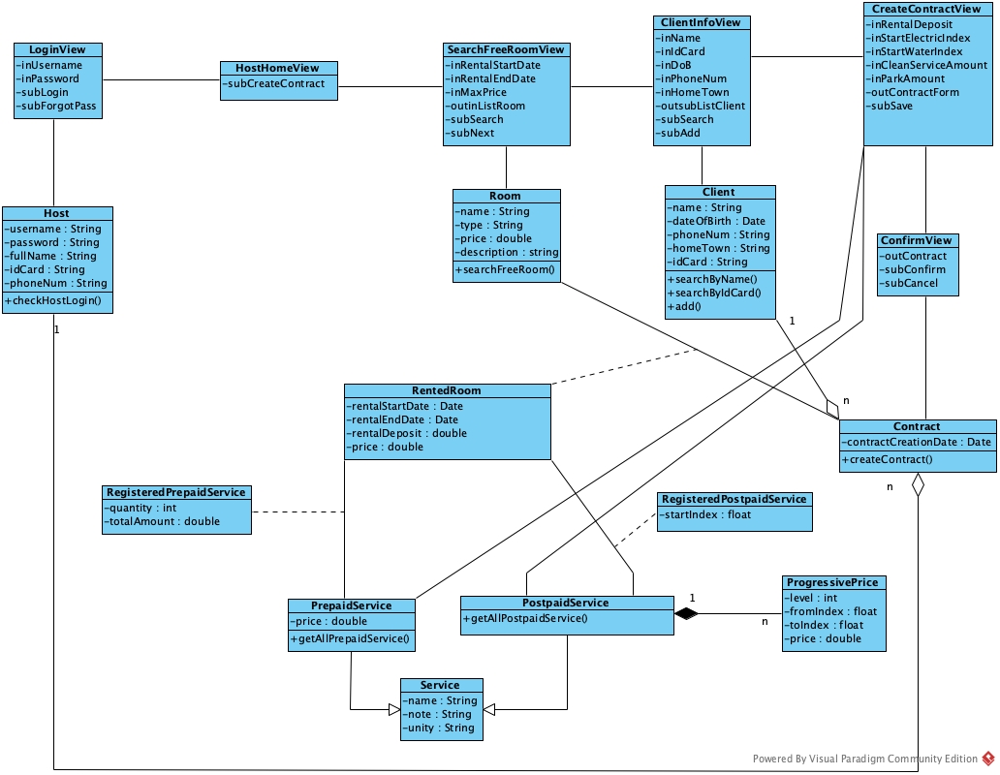 LoginView
-inUsername
-inPassword
-subLogin
-subForgotPass
HostHomeView
-subCreateContract
SearchFreeRoomView
-inRentalStartDate
-inRentalEndDate
-inMaxPrice
-outinListRoom
-subSearch
-subNext
ClientInfoView
-inName
-inIdCard
-inDoB
-inPhoneNum
-inHomeTown
-outsubListClient
-subSearch
-subAdd
CreateContractView
-inRentalDeposit
-inStartElectricIndex
-inStartWaterIndex
-inCleanServiceAmount
-inParkAmount
-outContractForm
-subSave
Host
-username : String
-password : String
-fullName : String
-idCard : String
-phoneNum : String
+checkHostLogin()
1
Room
-name : String
-type : String
-price : double
-description : string
+searchFreeRoom()
Client
-name : String
-dateOfBirth : Date
-phoneNum : String
-homeTown : String
-idCard : String
+searchByName()
+searchByIdCard()
+add()
1
n
ConfirmView
-outContract
-subConfirm
-subCancel
RentedRoom
-rentalStartDate : Date
-rentalEndDate : Date
-rentalDeposit : double
-price : double
Contract
-contractCreationDate : Date
+createContract()
n
RegisteredPrepaidService
-quantity : int
-totalAmount : double
RegisteredPostpaidService
-startIndex : float
PrepaidService
-price : double
+getAllPrepaidService()
PostpaidService
+getAllPostpaidService()
1
n
ProgressivePrice
-level : int
-fromIndex : float
-toIndex : float
-price : double
Service
-name : String
-note : String
-unity : String
Powered By Visual Paradigm Community Edition